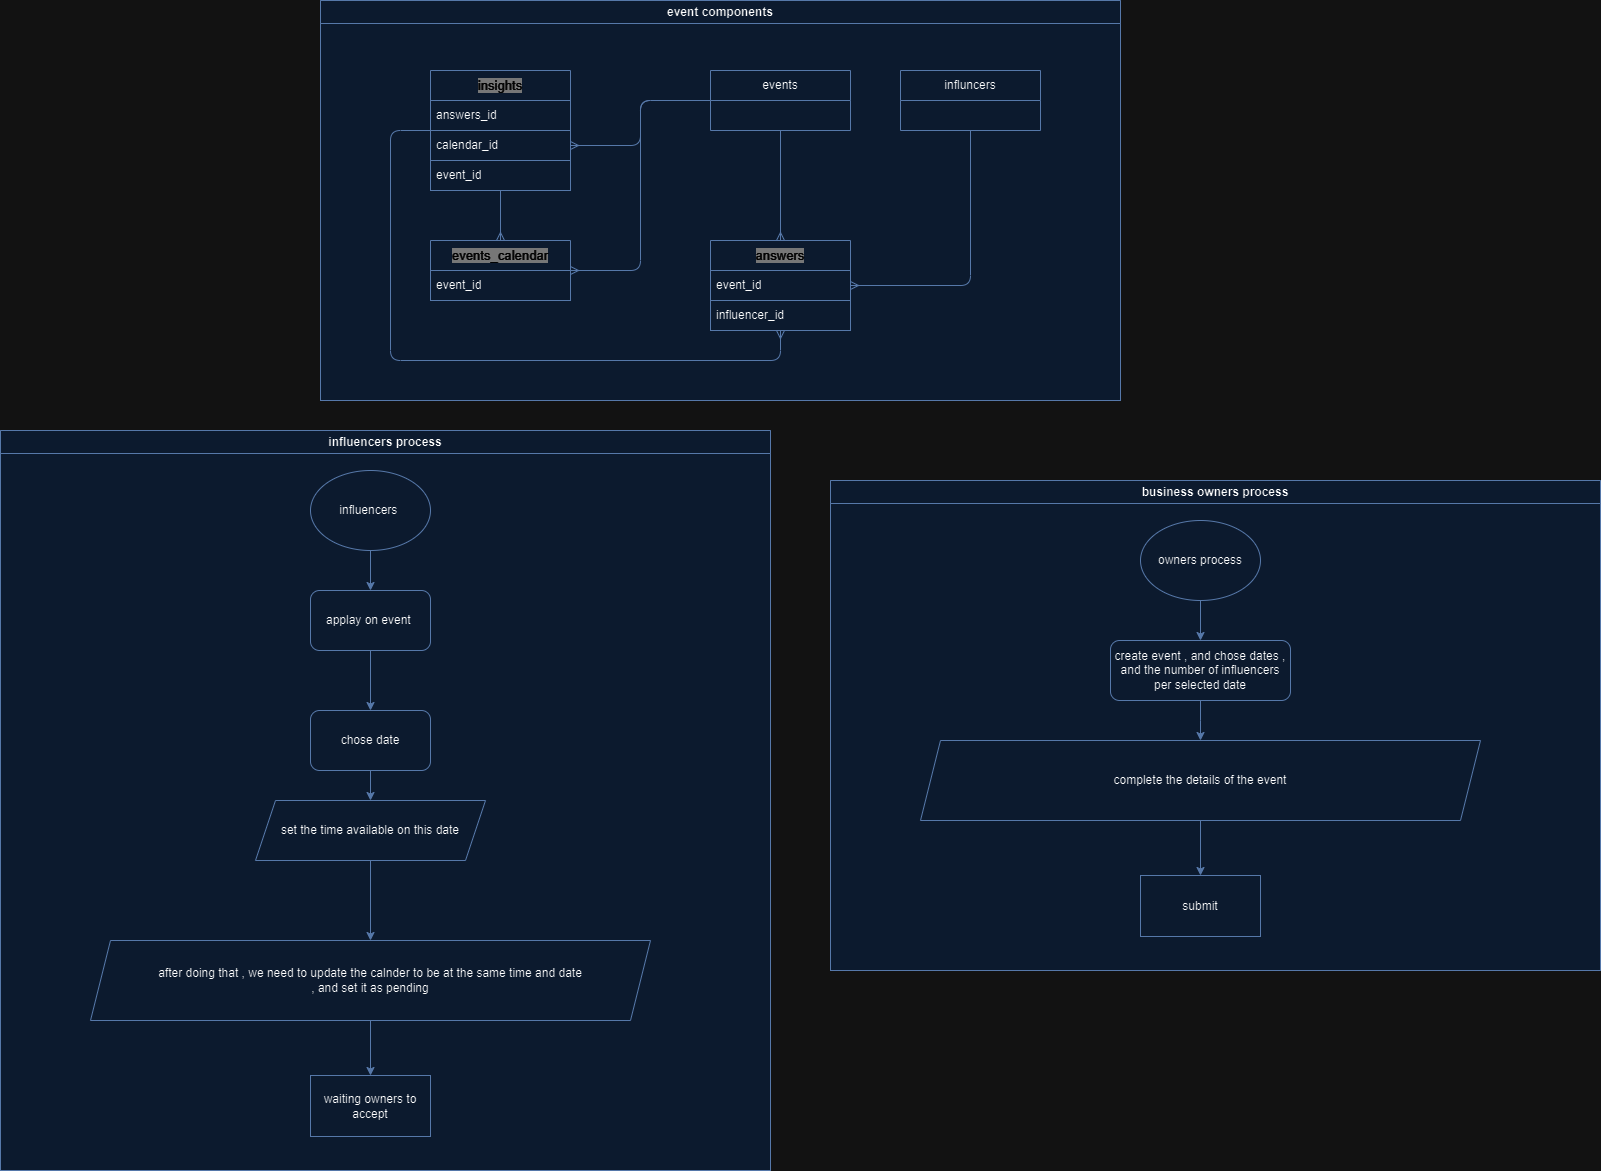 event components
insights
answers_id
calendar_id
event_id
events
influncers
events_calendar
event_id
answers
event_id
influencer_id
influencers process
influencers
applay on event
chose date
set the time available on this date
after doing that , we need to update the calnder to be at the same time and date
, and set it as pending
waiting owners to
accept
business owners process
owners process
create event , and chose dates ,
and the number of influencers
per selected date
complete the details of the event
submit